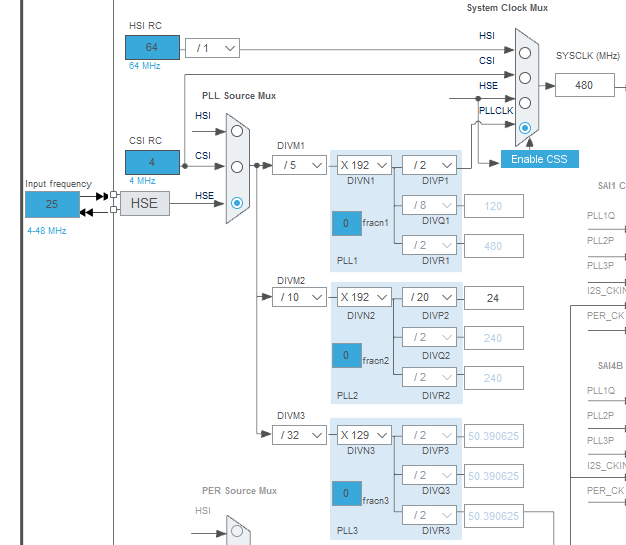 System Clock Mux
HSI RC
64
64 MHz
/ 1
HSI
CSI
HSE
PLLCLK
SYSCLK (MHz)
480
Enable CSS
PLL Source Mux
HSI
CSI
HSE
CSI RC
4
4 MHz
Input frequency
25
4-48 MHz
HSE
DIVM1
/ 5
X 192
DIVN1
/ 2
DIVP1
/ 8
DIVQ1
120
0
fracn1
/ 2
DIVR1
480
PLL1
DIVM2
/ 10
X 192
DIVN2
/ 20
DIVP2
24
/ 2
DIVQ2
240
0
fracn2
/ 2
DIVR2
240
PLL2
DIVM3
/ 32
X 129
DIVN3
/ 2
DIVP3
50.390625
/ 2
DIVQ3
50.390625
0
fracn3
/ 2
DIVR3
50.390625
PLL3
PER Source Mux
HSI
SAI1 C
PLL1Q
PLL2P
PLL3P
I2S_CKIN
PER_CK
SAI4B
PLL1Q
PLL2P
PLL3P
I2S_CKIN
PER_CK